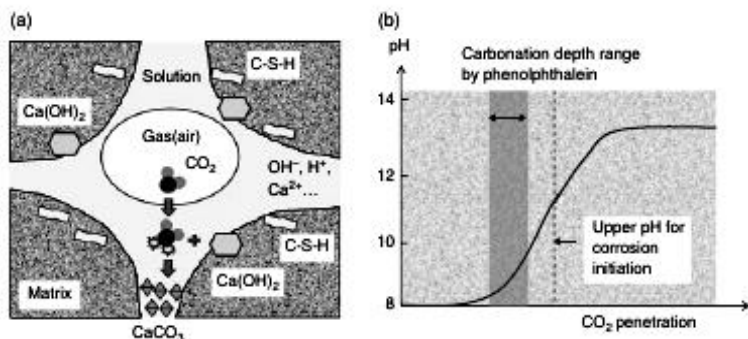 (a)
Solution
C-S-H
Ca(OH)₂
Gas(air)
CO₂
OH⁻, H⁺,
Ca²⁺...
+
C-S-H
Ca(OH)₂
Matrix
CaCO₃
(b)
pH
Carbonation depth range
by phenolphthalein
14
12
10
8
Upper pH for
corrosion
initiation
CO₂ penetration